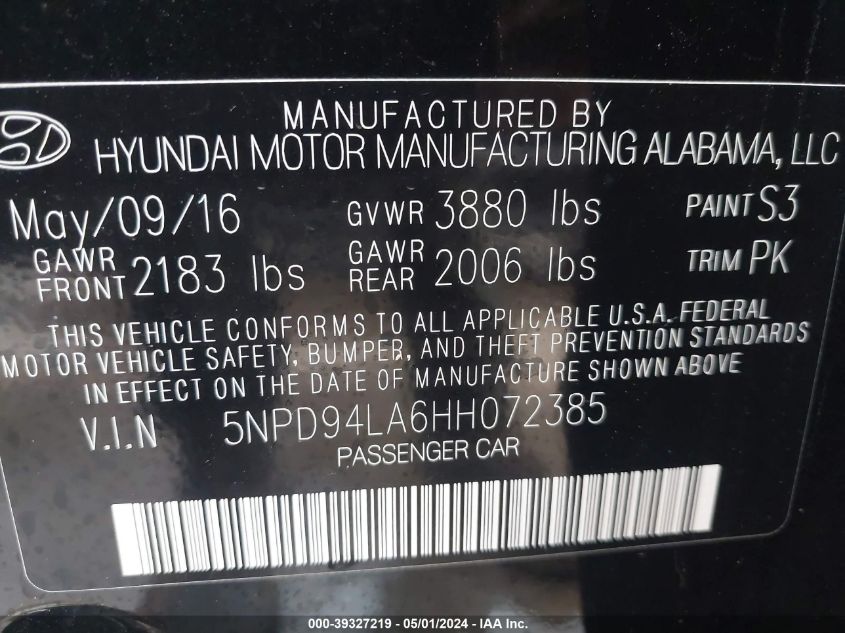 MANUFACTURED BY
HYUNDAI MOTOR MANUFACTURING ALABAMA, LLC
May/09/16 GVWR 3880 lbs PAINT S3
GAWR FRONT 2183 lbs GAWR REAR 2006 lbs TRIM PK
THIS VEHICLE CONFORMS TO ALL APPLICABLE U.S.A. FEDERAL
MOTOR VEHICLE SAFETY, BUMPER, AND THEFT PREVENTION STANDARDS
IN EFFECT ON THE DATE OF MANUFACTURE SHOWN ABOVE
V.I.N 5NPD94LA6HH072385
PASSENGER CAR
000-39327219 - 05/01/2024 - IAA Inc.